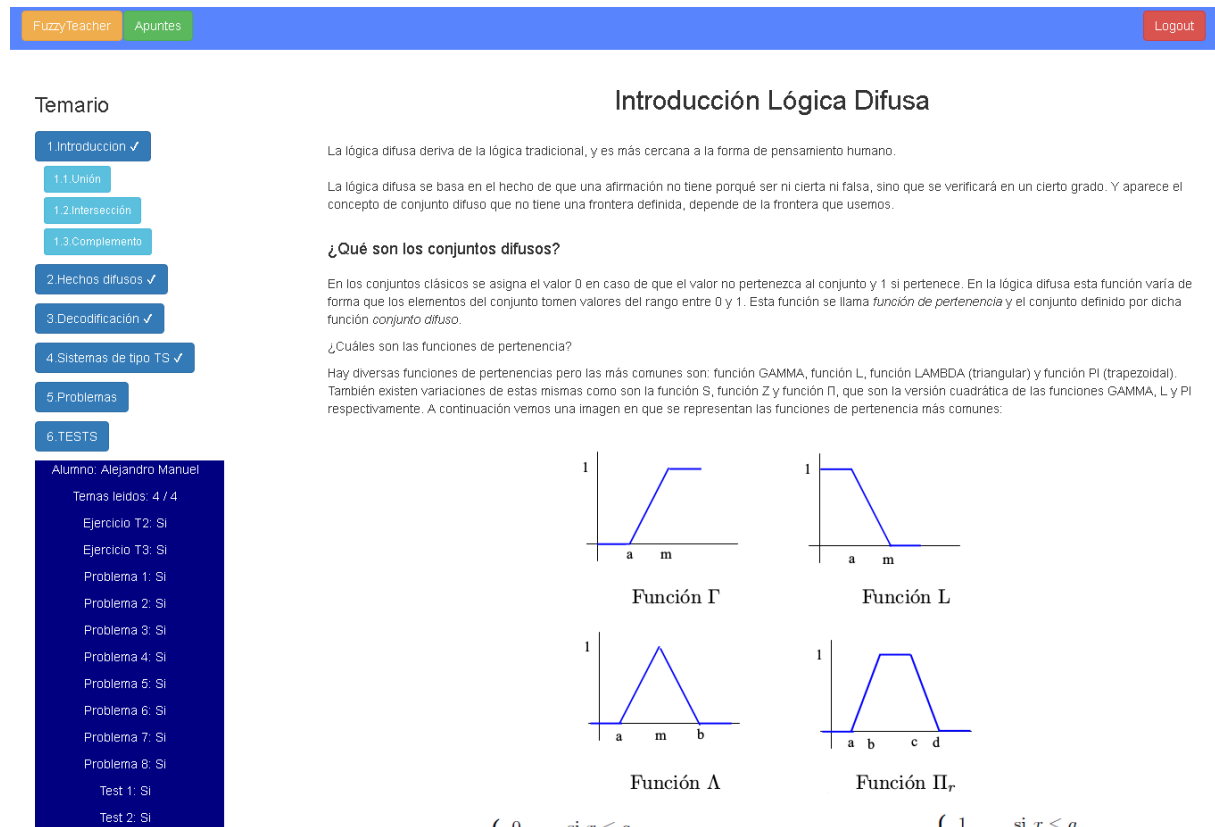 FuzzyTeacher Apuntes Logout
Temario
1.Introduccion ✓
1.1.Unión
1.2.Intersección
1.3.Complemento
2.Hechos difusos ✓
3.Decodificación ✓
4.Sistemas de tipo TS ✓
5.Problemas
6.TESTS
Alumno: Alejandro Manuel
Temas leidos: 4 / 4
Ejercicio T2: Si
Ejercicio T3: Si
Problema 1: Si
Problema 2: Si
Problema 3: Si
Problema 4: Si
Problema 5: Si
Problema 6: Si
Problema 7: Si
Problema 8: Si
Test 1: Si
Test 2: Si
Introducción Lógica Difusa
La lógica difusa deriva de la lógica tradicional, y es más cercana a la forma de pensamiento humano.
La lógica difusa se basa en el hecho de que una afirmación no tiene porqué ser ni cierta ni falsa, sino que se verificará en un cierto grado. Y aparece el
concepto de conjunto difuso que no tiene una frontera definida, depende de la frontera que usemos.
¿Qué son los conjuntos difusos?
En los conjuntos clásicos se asigna el valor 0 en caso de que el valor no pertenezca al conjunto y 1 si pertenece. En la lógica difusa esta función varía de
forma que los elementos del conjunto tomen valores del rango entre 0 y 1. Esta función se llama función de pertenencia y el conjunto definido por dicha
función conjunto difuso.
¿Cuáles son las funciones de pertenencia?
Hay diversas funciones de pertenencias pero las más comunes son: función GAMMA, función L, función LAMBDA (triangular) y función PI (trapezoidal).
También existen variaciones de estas mismas como son la función S, función Z y función Π, que son la versión cuadrática de las funciones GAMMA, L y PI
respectivamente. A continuación vemos una imagen en que se representan las funciones de pertenencia más comunes:
1
a m
Función Γ
1
a m
Función L
1
a m b
Función Λ
1
a b c d
Función Πr
0 si x ≤ a
1 si x ≤ a